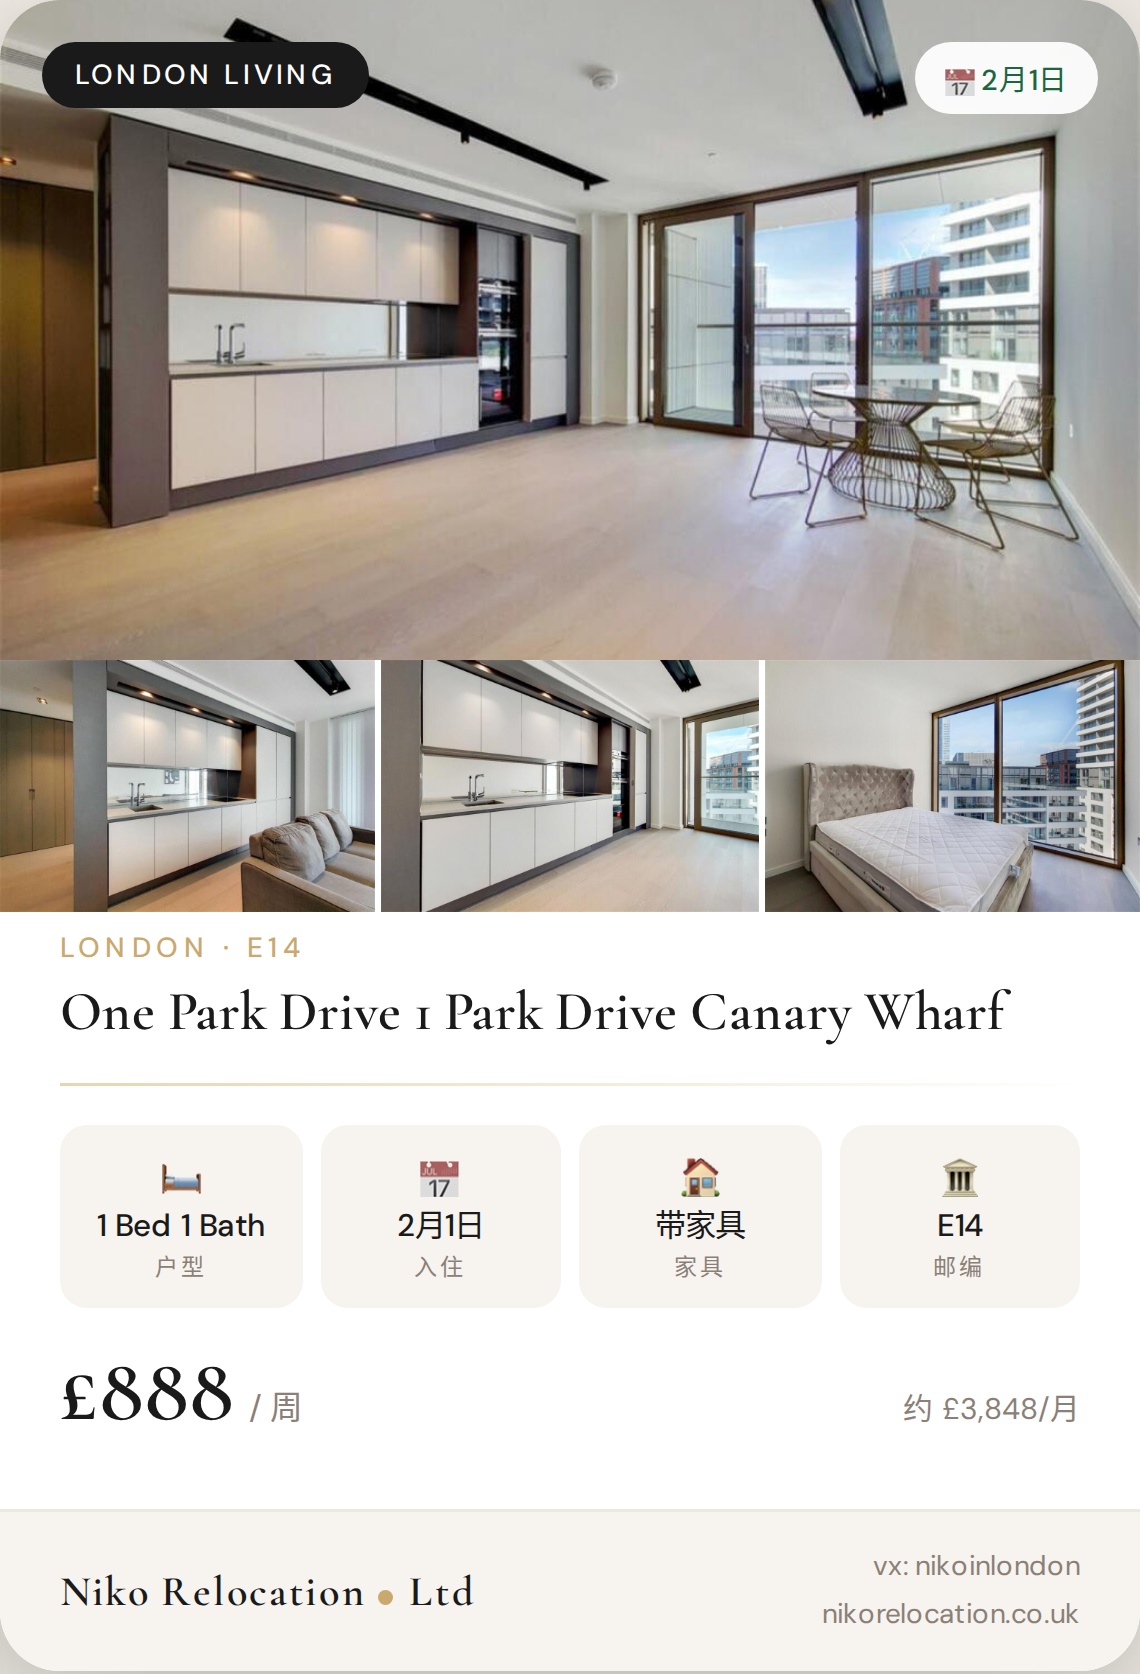 LONDON LIVING
2月1日
LONDON · E14
One Park Drive 1 Park Drive Canary Wharf
1 Bed 1 Bath
户型
2月1日
入住
带家具
家具
E14
邮编
£888 / 周
约 £3,848/月
Niko Relocation • Ltd
vx: nikoinlondon
nikorelocation.co.uk